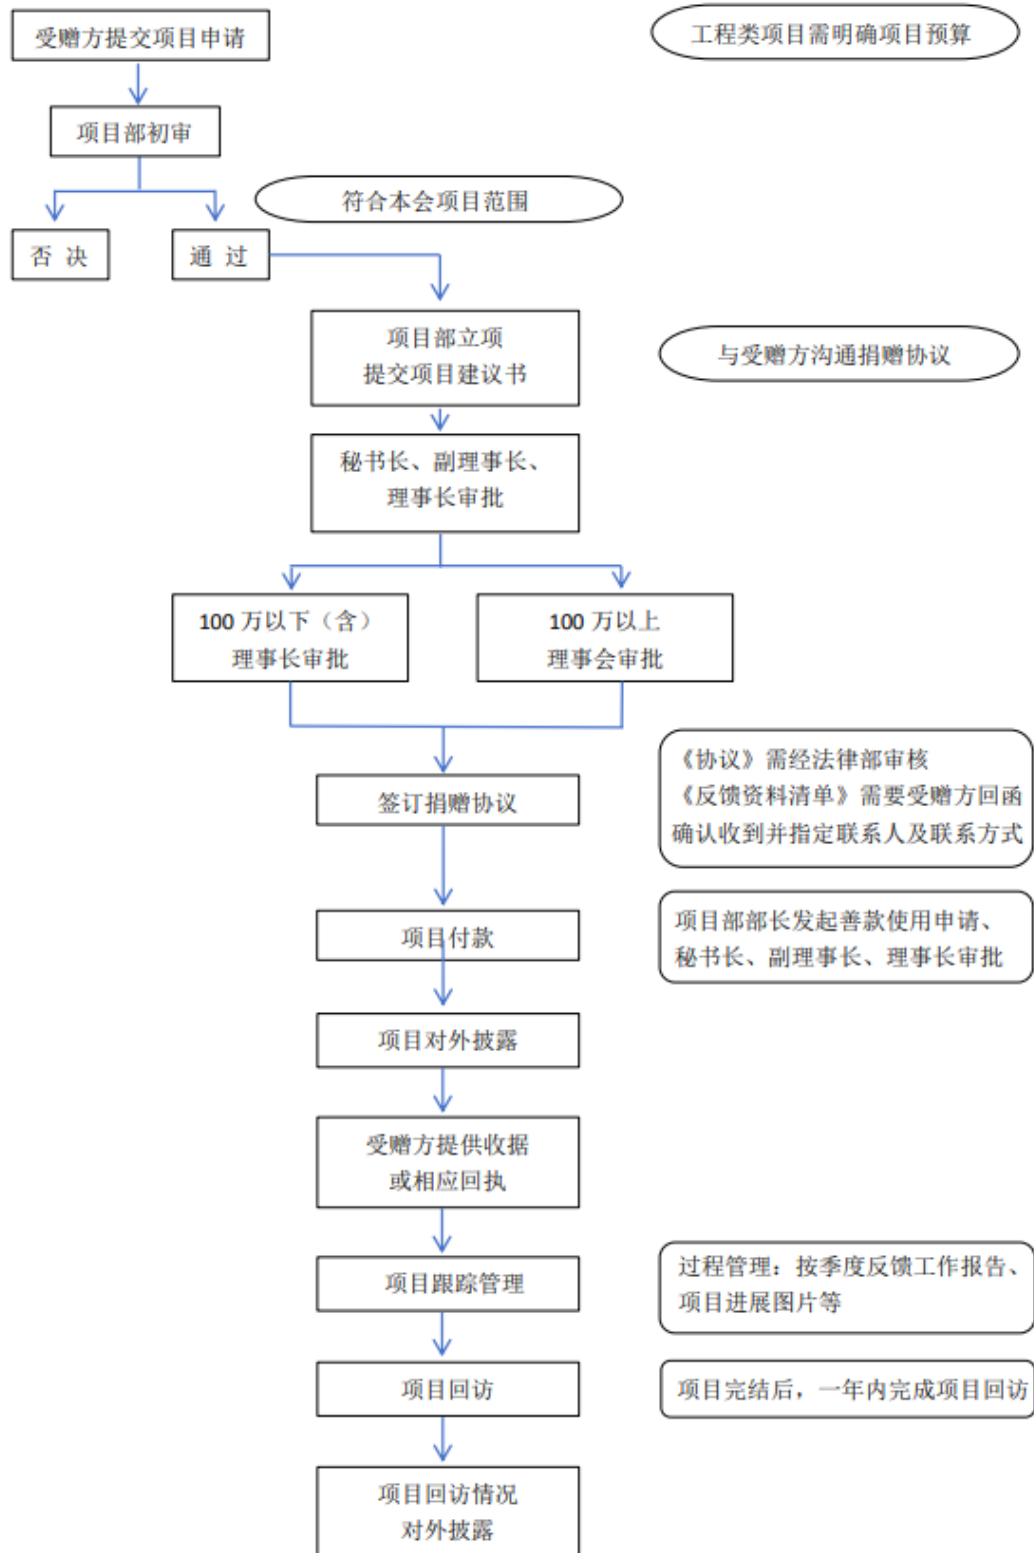 受赠方提交项目申请
工程类项目需明确项目预算
项目部初审
符合本会项目范围
否 决
通 过
项目部立项
提交项目建议书
与受赠方沟通捐赠协议
秘书长、副理事长、
理事长审批
100 万以下（含）
理事长审批
100 万以上
理事会审批
签订捐赠协议
《协议》需经法律部审核
《反馈资料清单》需要受赠方回函
确认收到并指定联系人及联系方式
项目付款
项目部部长发起善款使用申请、
秘书长、副理事长、理事长审批
项目对外披露
受赠方提供收据
或相应回执
项目跟踪管理
过程管理：按季度反馈工作报告、
项目进展图片等
项目回访
项目完结后，一年内完成项目回访
项目回访情况
对外披露